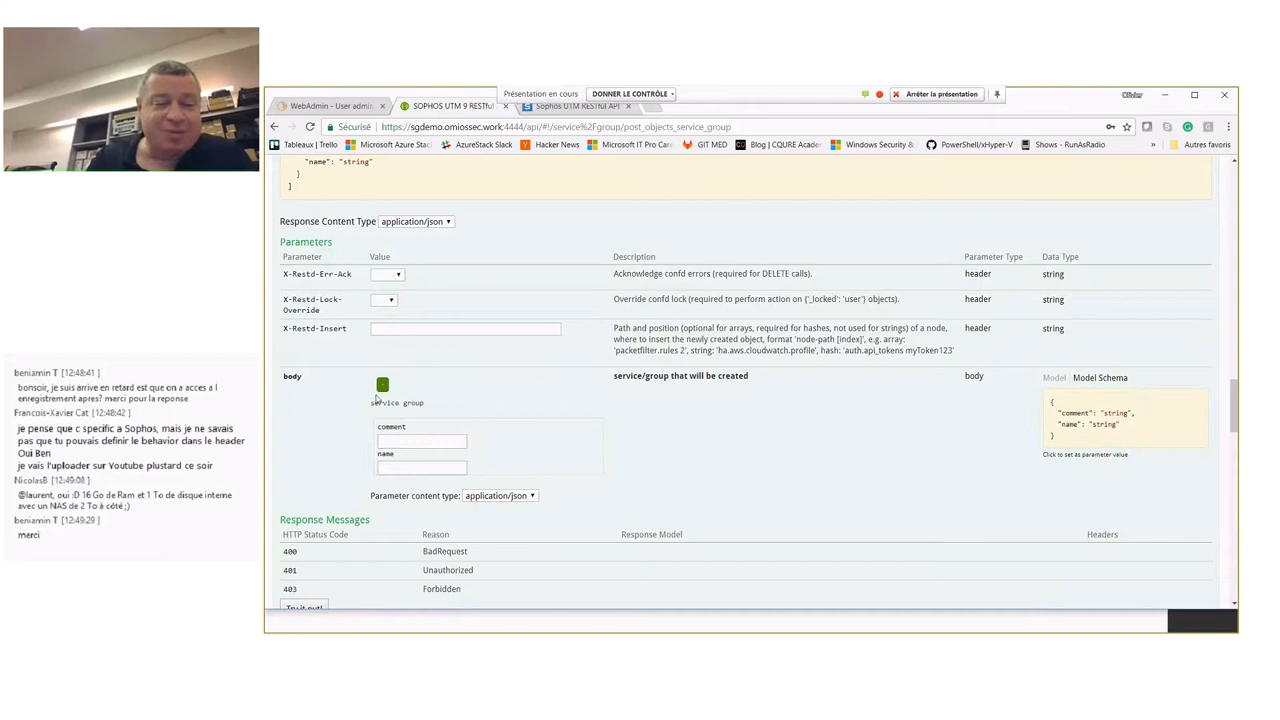 Présentation en cours
DONNER LE CONTRÔLE
Arrêter la présentation
WebAdmin - User admin
SOPHOS UTM 9 RESTful
Sophos UTM RESTful API
Olivier
Sécurisé
https://sgdemo.omiossec.work:4444/api/#!/service%2Fgroup/post_objects_service_group
Tableaux | Trello
Microsoft Azure Staci
AzureStack Slack
Hacker News
Microsoft IT Pro Care
GIT MED
Blog | CQURE Acaden
Windows Security &
PowerShell/xHyper-V
Shows - RunAsRadio
»
Autres favoris
"name": "string"
}
]
Response Content Type application/json
Parameters
Parameter Value Description Parameter Type Data Type
X-Restd-Err-Ack Acknowledge confd errors (required for DELETE calls). header string
X-Restd-Lock-
Override
Override confd lock (required to perform action on {'_locked': 'user'} objects). header string
X-Restd-Insert
Path and position (optional for arrays, required for hashes, not used for strings) of a node,
where to insert the newly created object, format 'node-path [index]', e.g. array:
'packetfilter.rules 2', string: 'ha.aws.cloudwatch.profile', hash: 'auth.api_tokens myToken123'
header string
body
-
service group
comment
name
Parameter content type: application/json
service/group that will be created
body
Model Model Schema
{
"comment": "string",
"name": "string"
}
Click to set as parameter value
Response Messages
HTTP Status Code Reason Response Model Headers
400 BadRequest
401 Unauthorized
403 Forbidden
Try it out!
beniamin T [12:48:41 ]
bonsoir, je suis arrive en retard est que on a acces a l
enregistrement apres? merci pour la reponse
Francois-Xavier Cat [12:48:42 ]
je pense que c specific a Sophos, mais je ne savais
pas que tu pouvais definir le behavior dans le header
Oui Ben
je vais l'uploader sur Youtube plustard ce soir
NicolasB [12:49:08 ]
@laurent, oui :D 16 Go de Ram et 1 To de disque interne
avec un NAS de 2 To à côté ;)
beniamin T [12:49:29 ]
merci